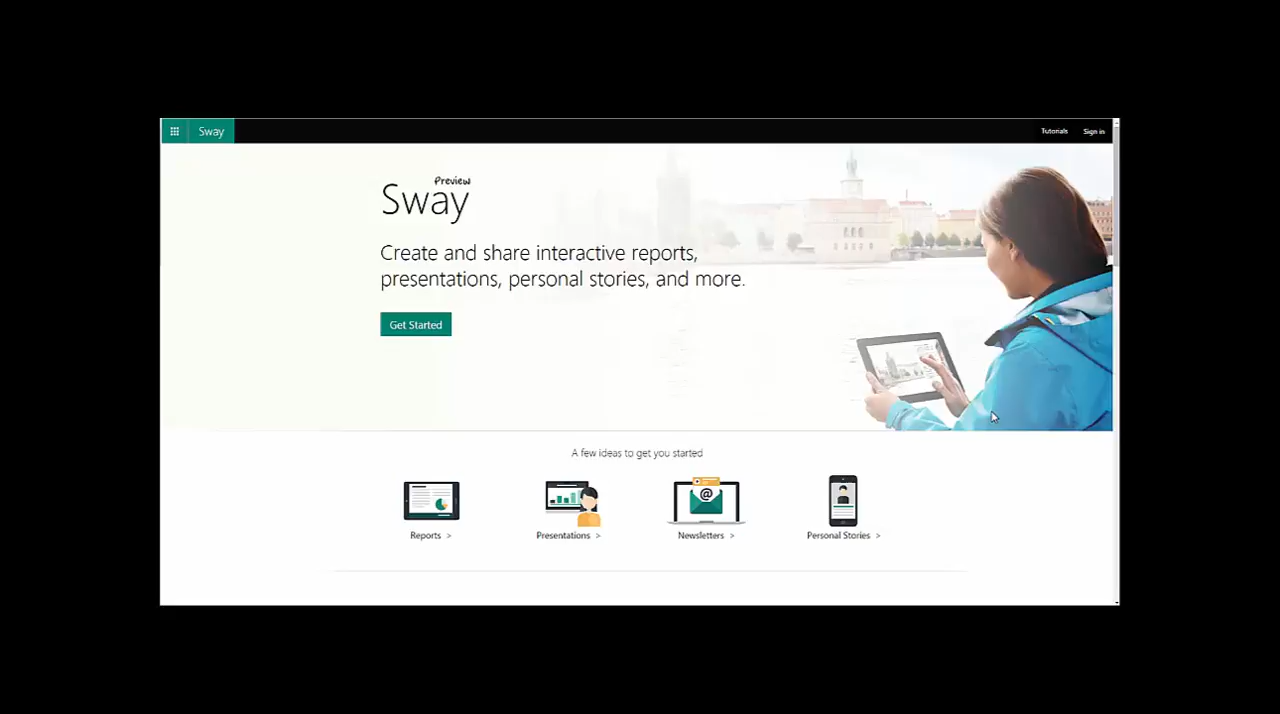 Sway
Tutorials
Sign in
Preview
Sway
Create and share interactive reports,
presentations, personal stories, and more.
Get Started
A few ideas to get you started
@
Reports >
Presentations >
Newsletters >
Personal Stories >